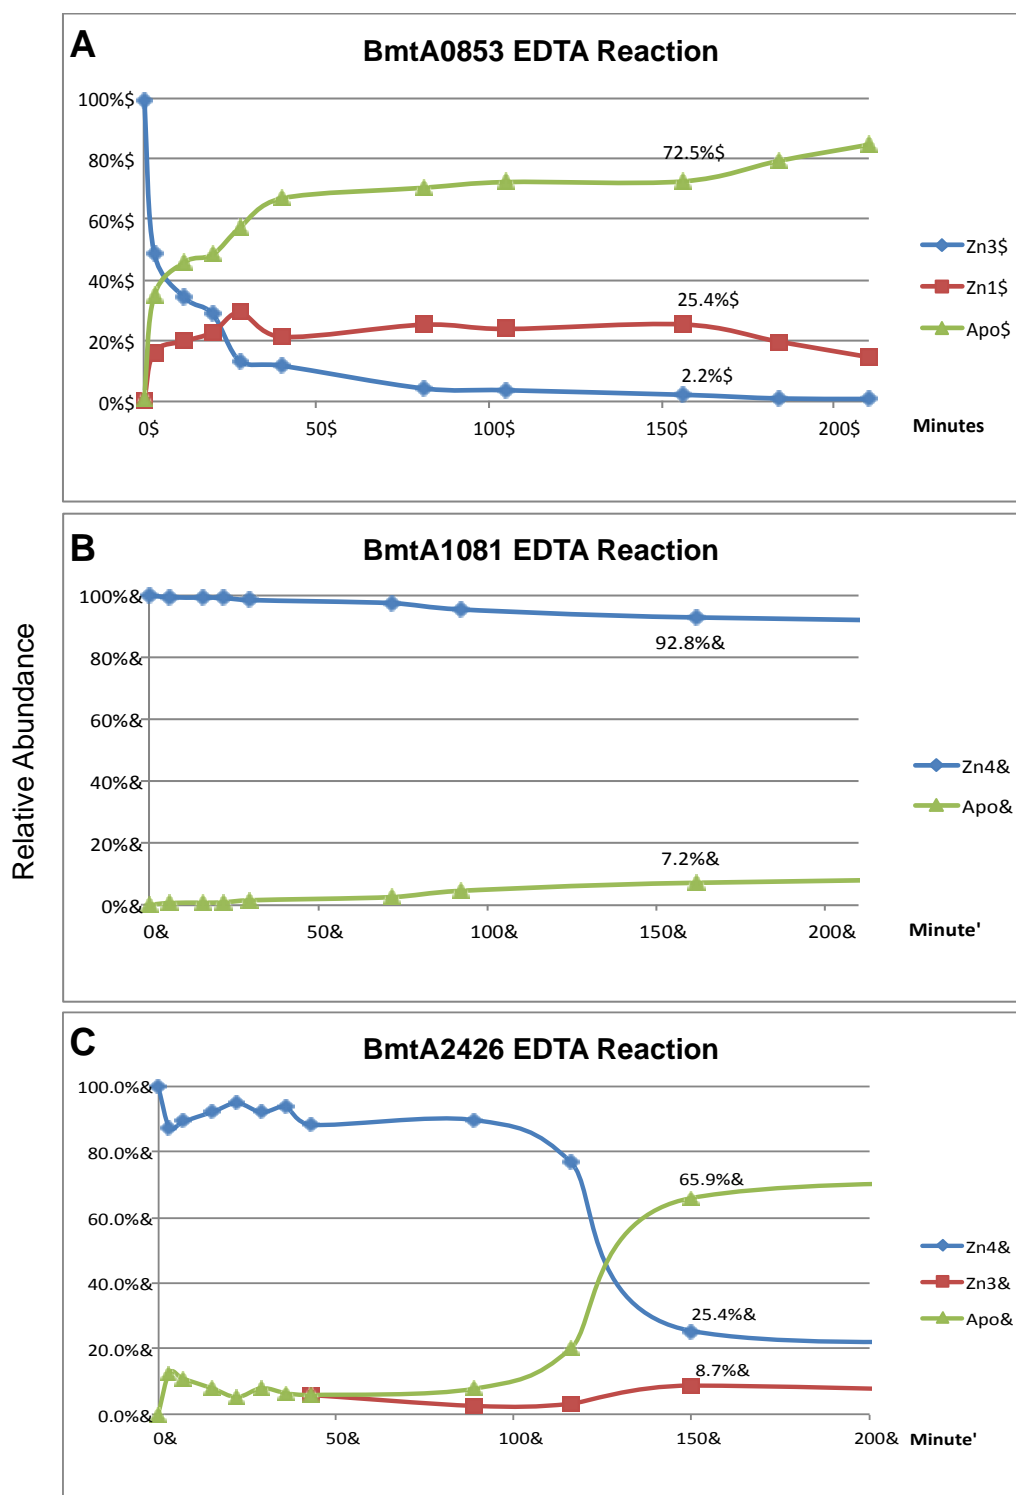 Relative Abundance
A
BmtA0853 EDTA Reaction
100%$
80%$
60%$
40%$
20%$
0%$
72.5%$
25.4%$
2.2%$
0$ 50$ 100$ 150$ 200$ Minutes
Zn3$
Zn1$
Apo$
B
BmtA1081 EDTA Reaction
100%&
80%&
60%&
40%&
20%&
0%&
92.8%&
7.2%&
0& 50& 100& 150& 200& Minute'
Zn4&
Apo&
C
BmtA2426 EDTA Reaction
100.0%&
80.0%&
60.0%&
40.0%&
20.0%&
0.0%&
65.9%&
25.4%&
8.7%&
0& 50& 100& 150& 200& Minute'
Zn4&
Zn3&
Apo&